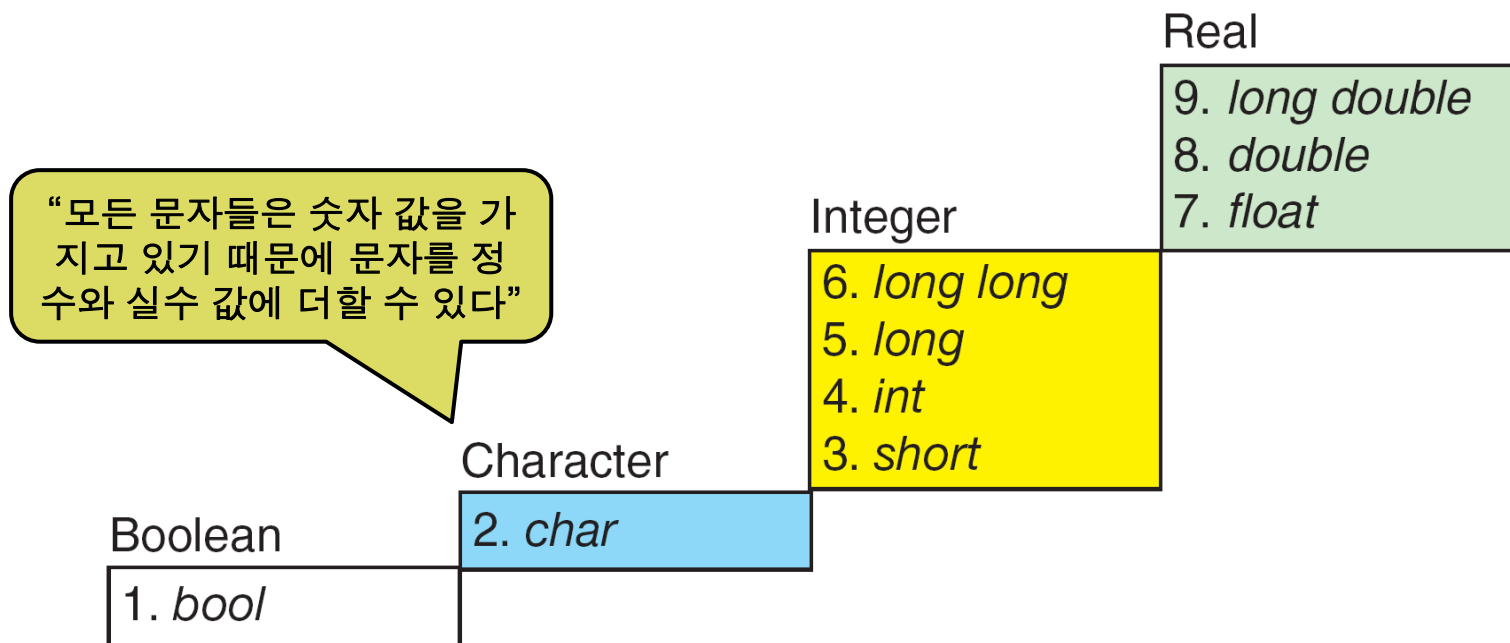 Real
9. long double
8. double
7. float
“모든 문자들은 숫자 값을 가
지고 있기 때문에 문자를 정
수와 실수 값에 더할 수 있다”
Integer
6. long long
5. long
4. int
3. short
Character
2. char
Boolean
1. bool